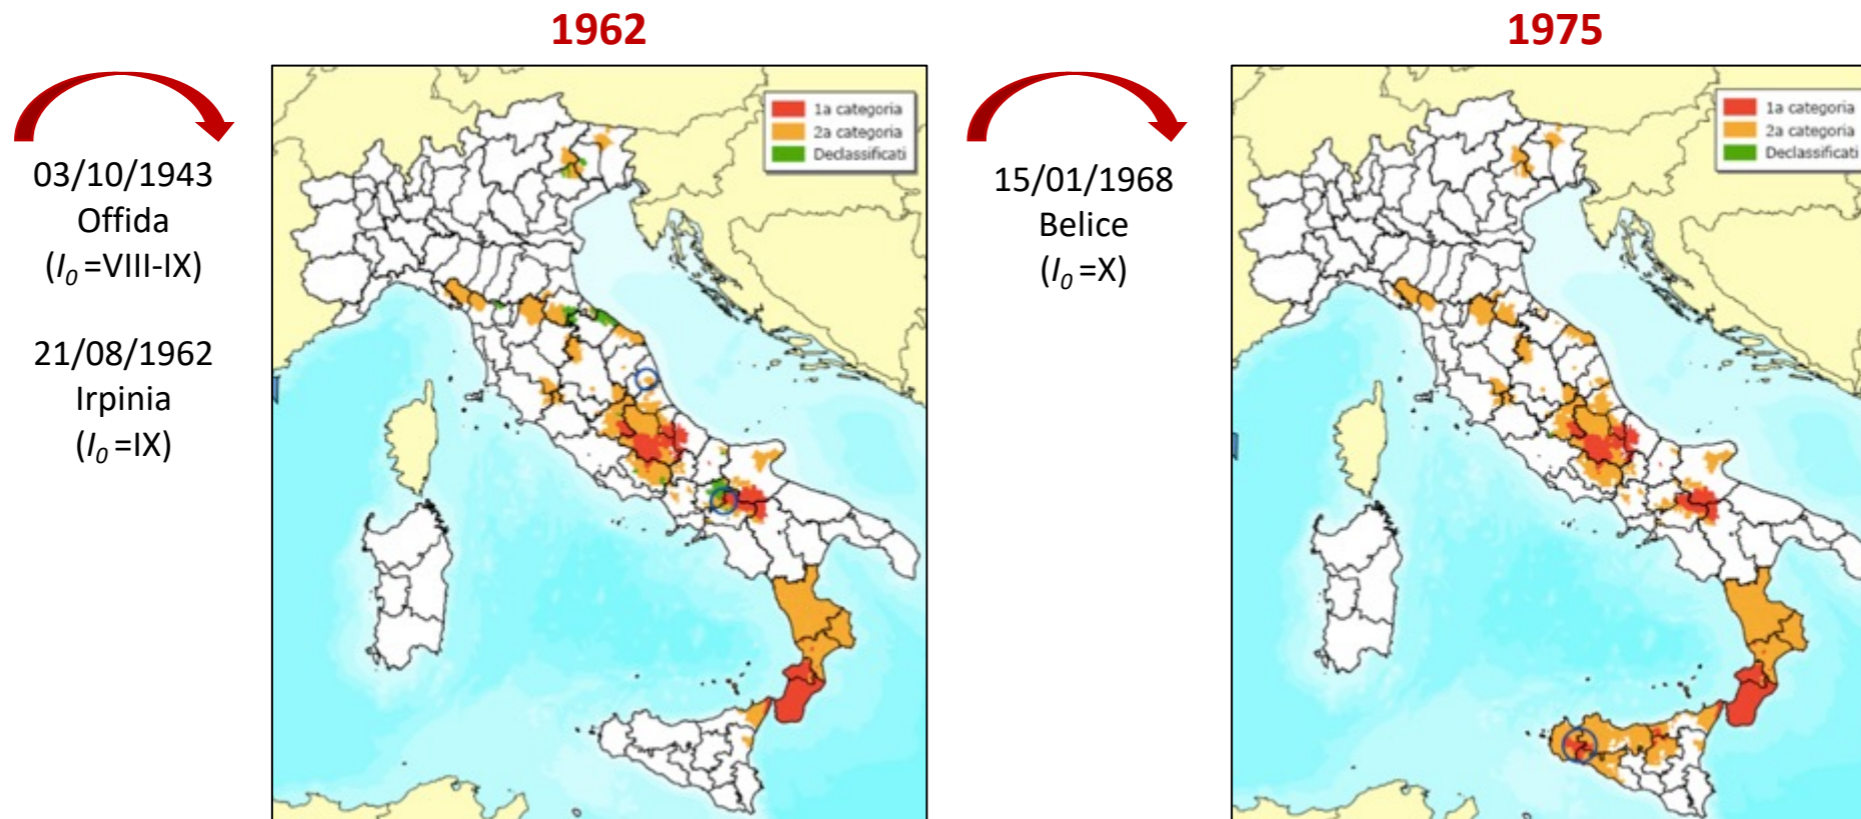 1962
1975
03/10/1943
Offida
(I0 =VIII-IX)
21/08/1962
Irpinia
(I0 =IX)
1a categoria
2a categoria
Declassificati
15/01/1968
Belice
(I0 =X)
1a categoria
2a categoria
Declassificati